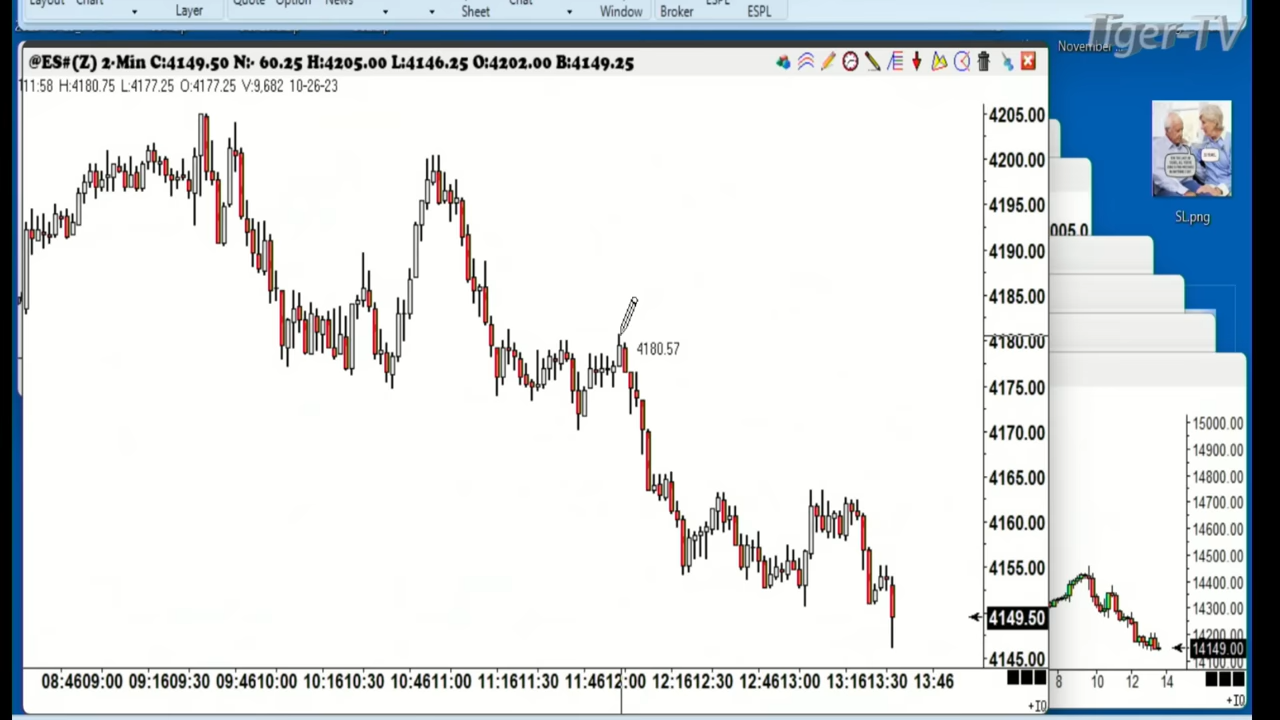 Layout Chart Quote Option News Chat ESPL
Layer Sheet Window Broker ESPL
Tiger-TV
November
@ES#(Z) 2-Min C:4149.50 N:- 60.25 H:4205.00 L:4146.25 O:4202.00 B:4149.25
11:58 H:4180.75 L:4177.25 O:4177.25 V:9,682 10-26-23
4205.00
4200.00
4195.00
4190.00
4185.00
4180.00
4175.00
4170.00
4165.00
4160.00
4155.00
4149.50
4145.00
4180.57
SL.png
005.0
15000.00
14900.00
14800.00
14700.00
14600.00
14500.00
14400.00
14300.00
14200.00
14149.00
14100.00
08:46 09:00 09:16 09:30 09:46 10:00 10:16 10:30 10:46 11:00 11:16 11:30 11:46 12:00 12:16 12:30 12:46 13:00 13:16 13:30 13:46
8 10 12 14
+IO
+IO